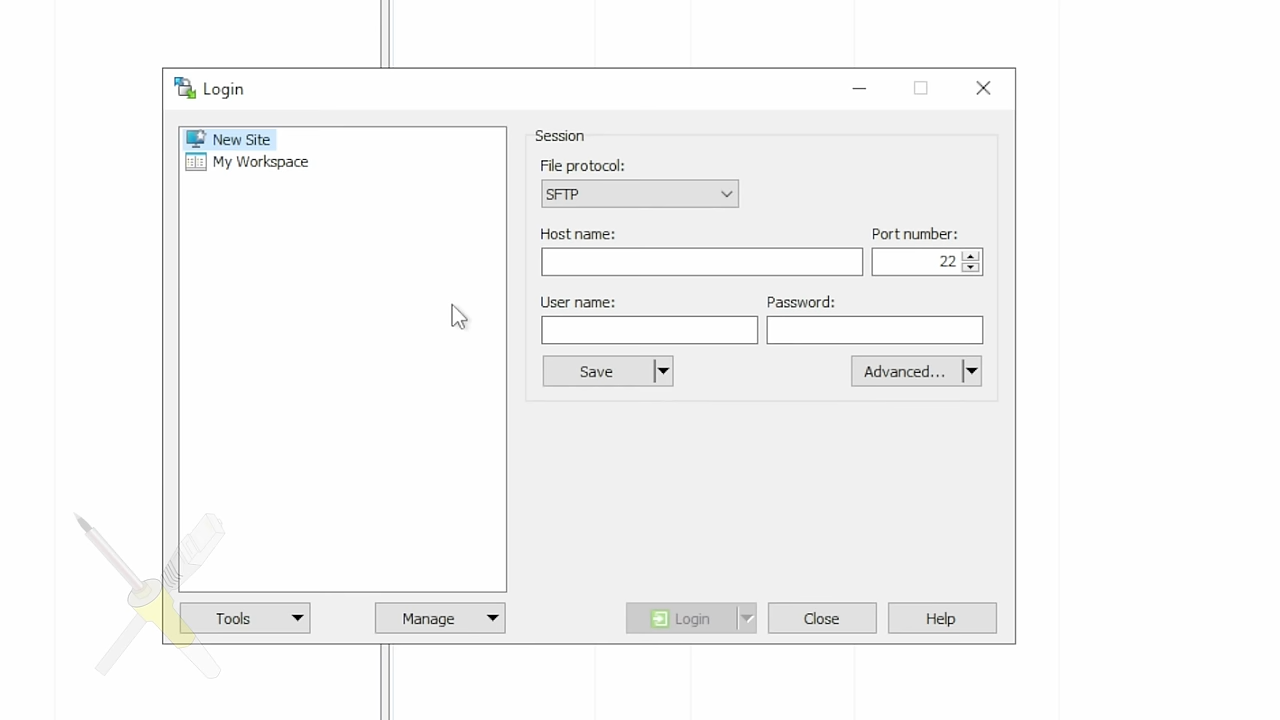 Login
New Site
My Workspace
Session
File protocol:
SFTP
Host name:
Port number:
22
User name:
Password:
Save
Advanced...
Tools
Manage
Login
Close
Help